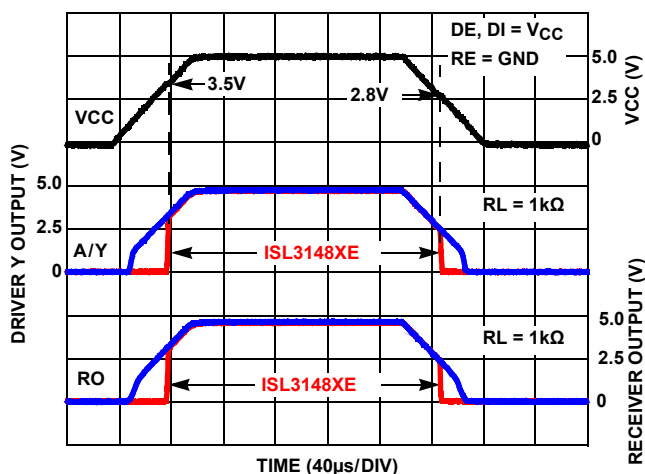 DE, DI = VCC
RE = GND
5.0
3.5V
2.8V
2.5
VCC
0
VCC (V)
5.0
RL = 1kΩ
2.5
A/Y
ISL3148XE
0
DRIVER Y OUTPUT (V)
5.0
RL = 1kΩ
2.5
RO
ISL3148XE
0
RECEIVER OUTPUT (V)
TIME (40µs/DIV)